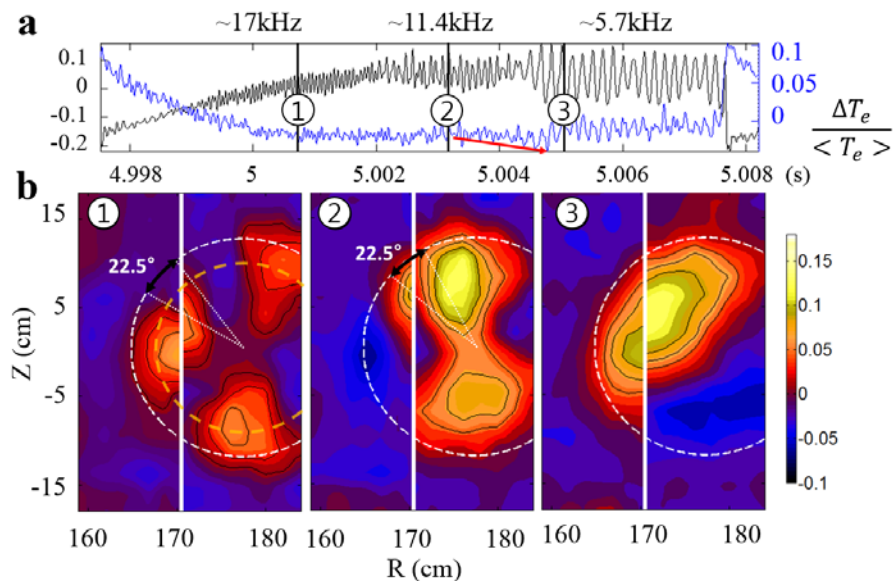 ~17kHz ~11.4kHz ~5.7kHz
a
0.1
0
-0.1
-0.2
0.1
0.05
0
ΔTe
< Te >
1 2 3
4.998 5 5.002 5.004 5.006 5.008 (s)
b
1 2 3
15
5
-5
-15
Z (cm)
22.5°
22.5°
0.15
0.1
0.05
0
-0.05
-0.1
160 170 180 160 170 180 160 170 180
R (cm)